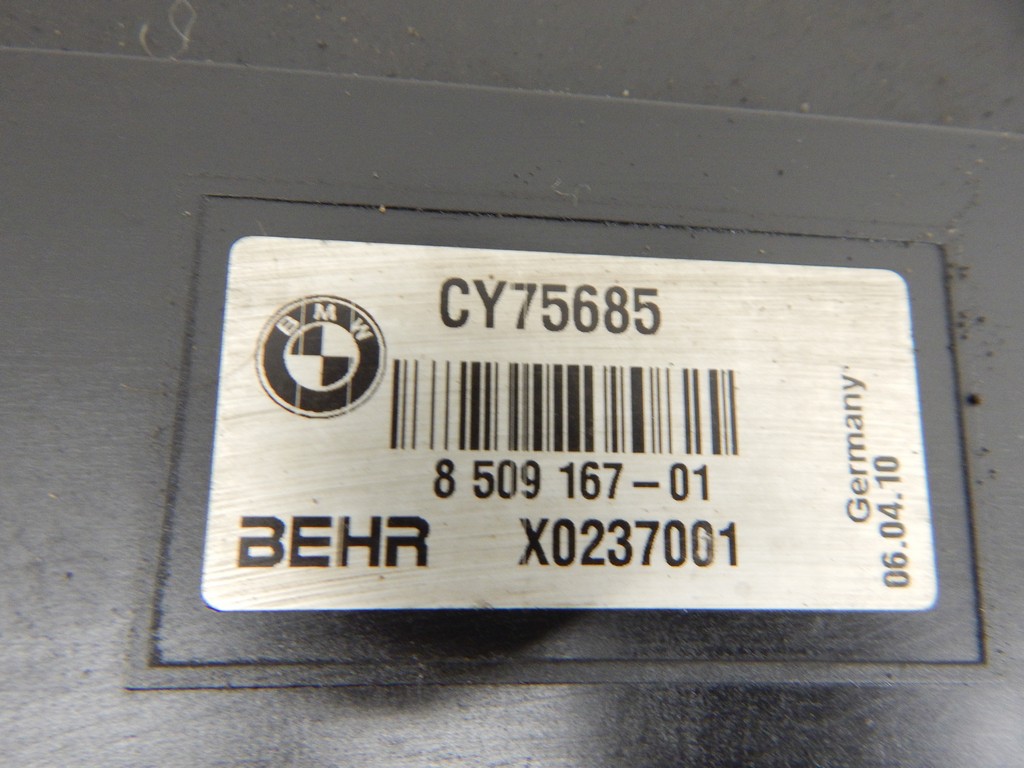 CY75685
BMW
8 509 167-01
BEHR X0237001
Germany
06.04.10